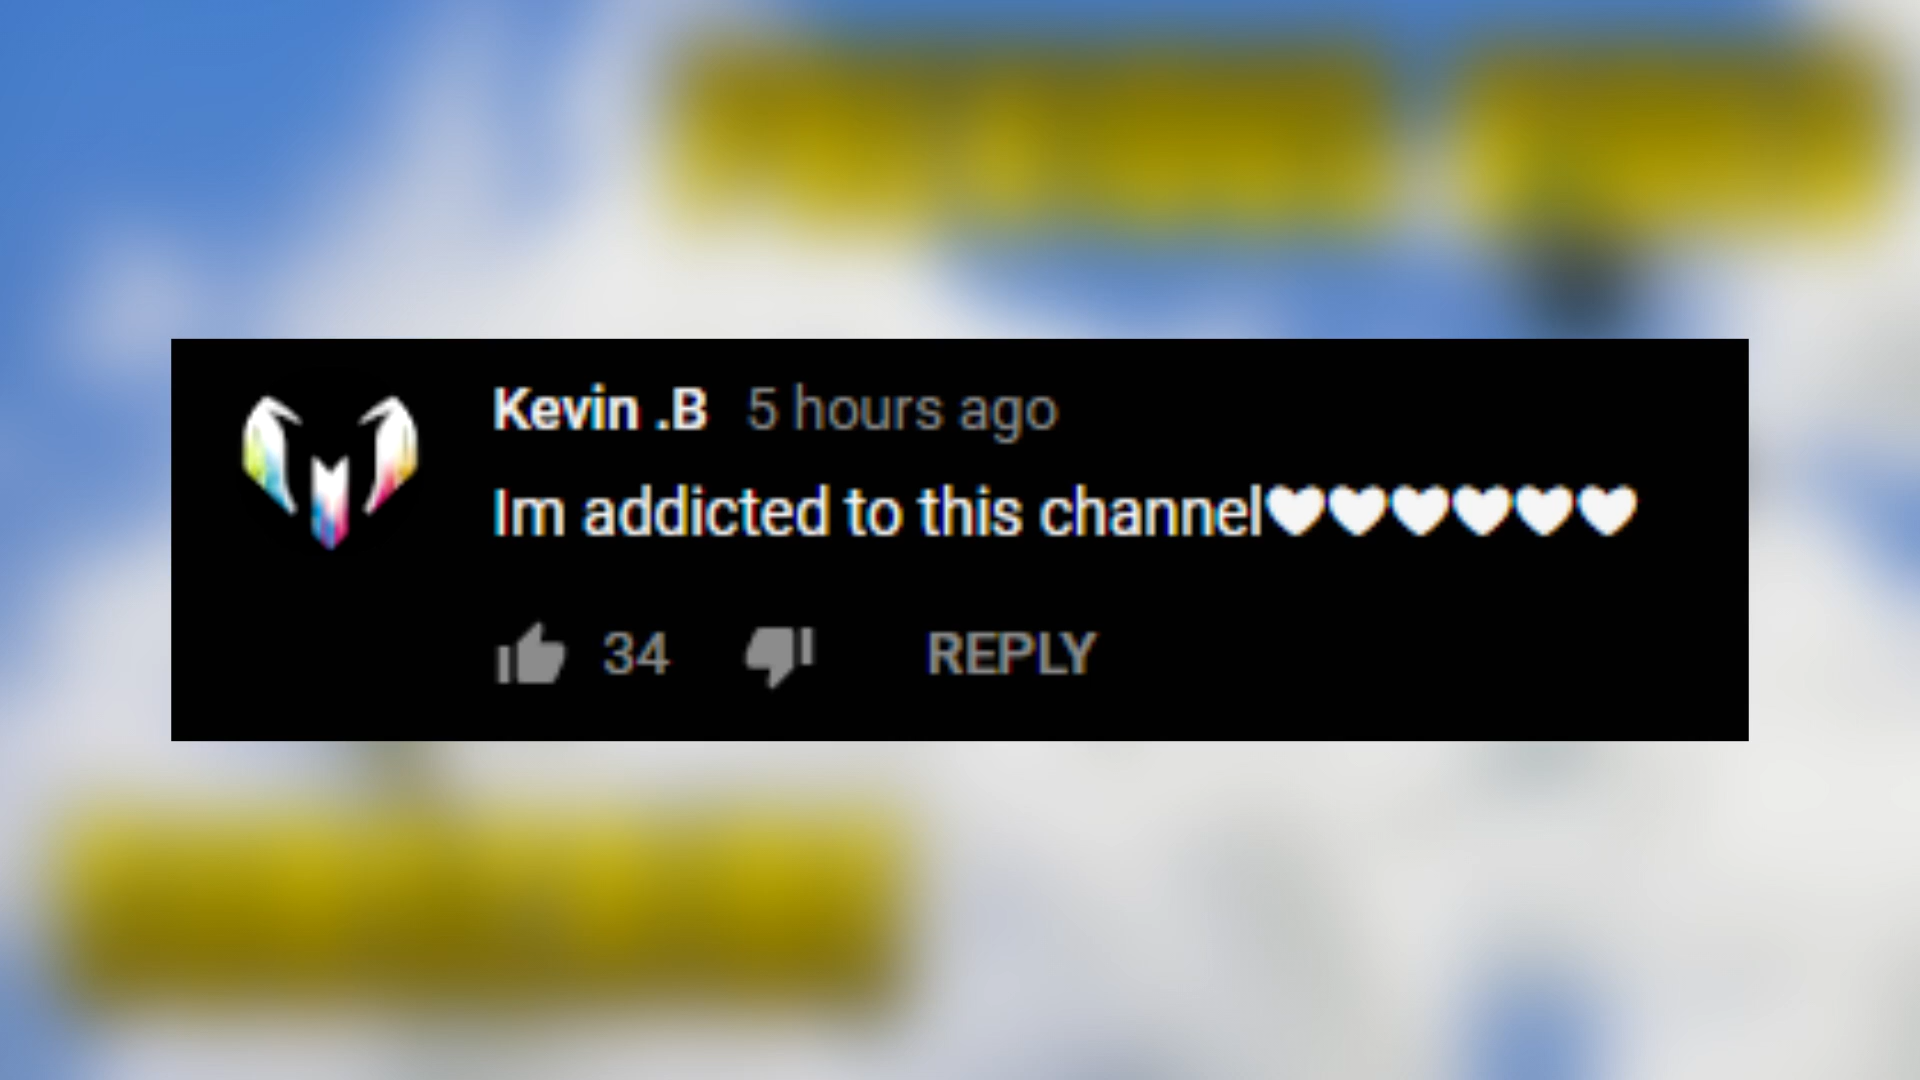 Kevin .B 5 hours ago
Im addicted to this channel🤍🤍🤍🤍🤍🤍
34 REPLY